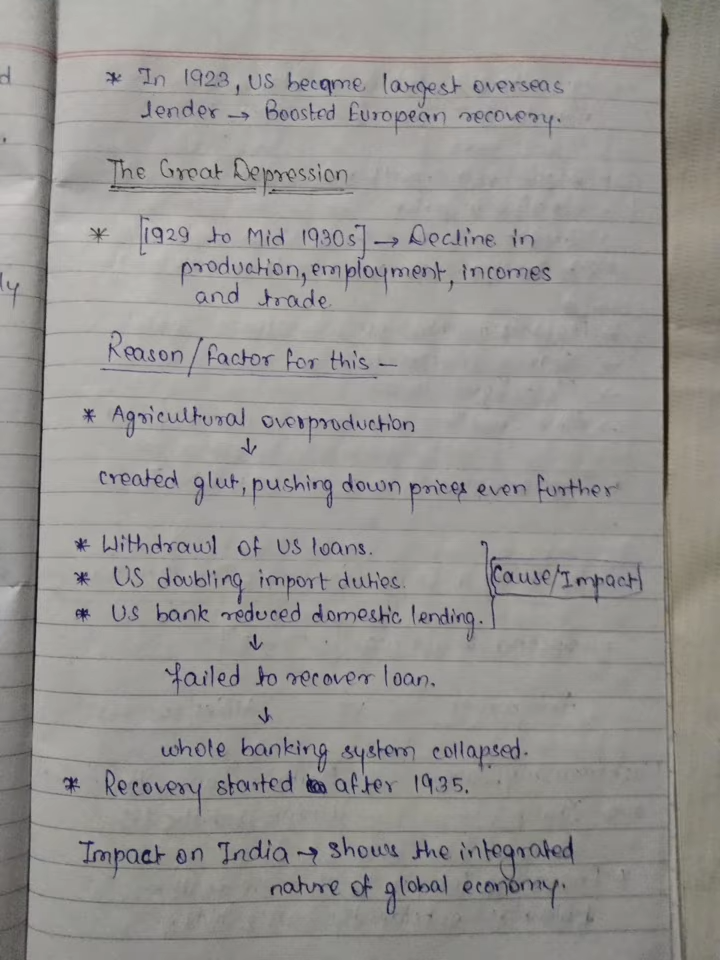 * In 1923, US became largest overseas
lender → Boosted European recovery.
The Great Depression
* [1929 to Mid 1930s] → Decline in
production, employment, incomes
and trade
Reason/factor for this –
* Agricultural overproduction
↓
created glut, pushing down prices even further
* Withdrawl of US loans.
* US doubling import duties.
Cause/Impact
* US bank reduced domestic lending.
↓
failed to recover loan.
↓
whole banking system collapsed.
* Recovery started after 1935.
Impact on India → shows the integrated
nature of global economy.
d
ly